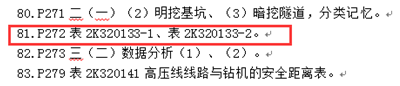 80.P271 二（一）（2）明挖基坑、（3）暗挖隧道，分类记忆。
81.P272 表 2K320133-1、表 2K320133-2。
82.P273 三（二）数据分析（1）、（2）。
83.P279 表 2K320141 高压线线路与钻机的安全距离表。